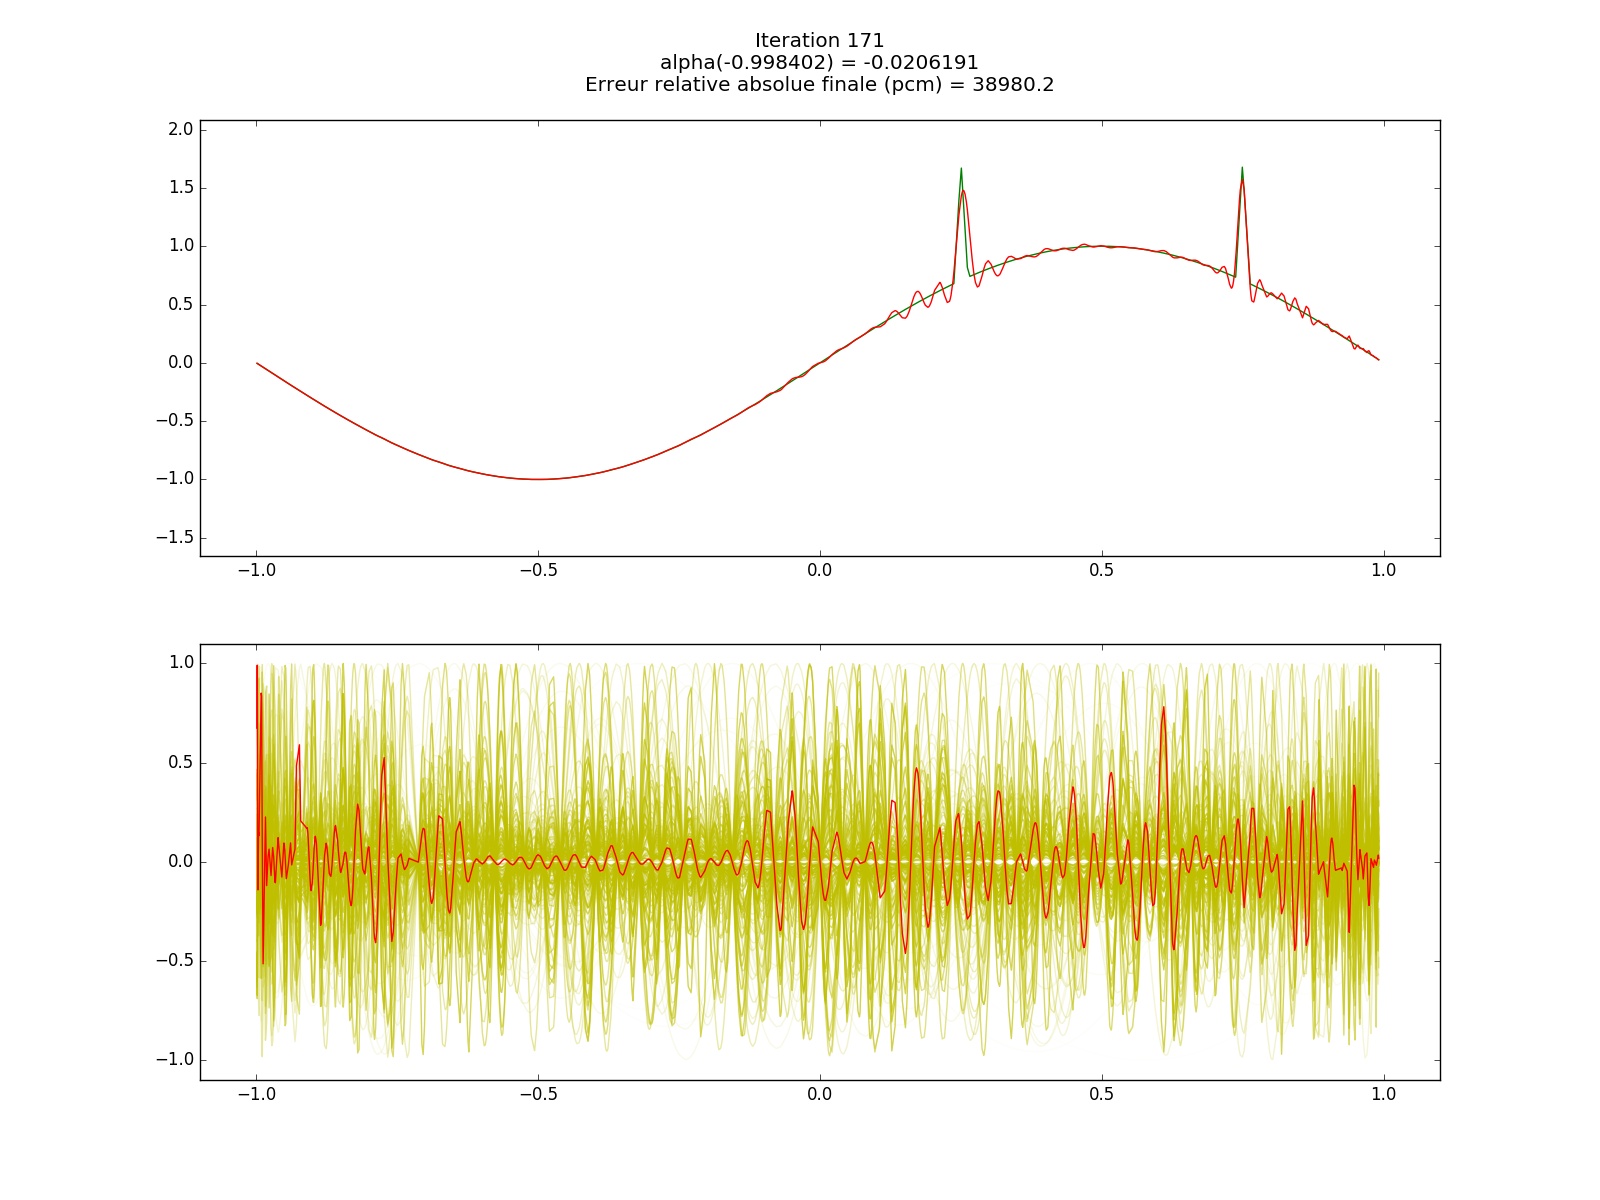 Iteration 171
alpha(-0.998402) = -0.0206191
Erreur relative absolue finale (pcm) = 38980.2
2.0
1.5
1.0
0.5
0.0
−0.5
−1.0
−1.5
−1.0 −0.5 0.0 0.5 1.0
1.0
0.5
0.0
−0.5
−1.0
−1.0 −0.5 0.0 0.5 1.0